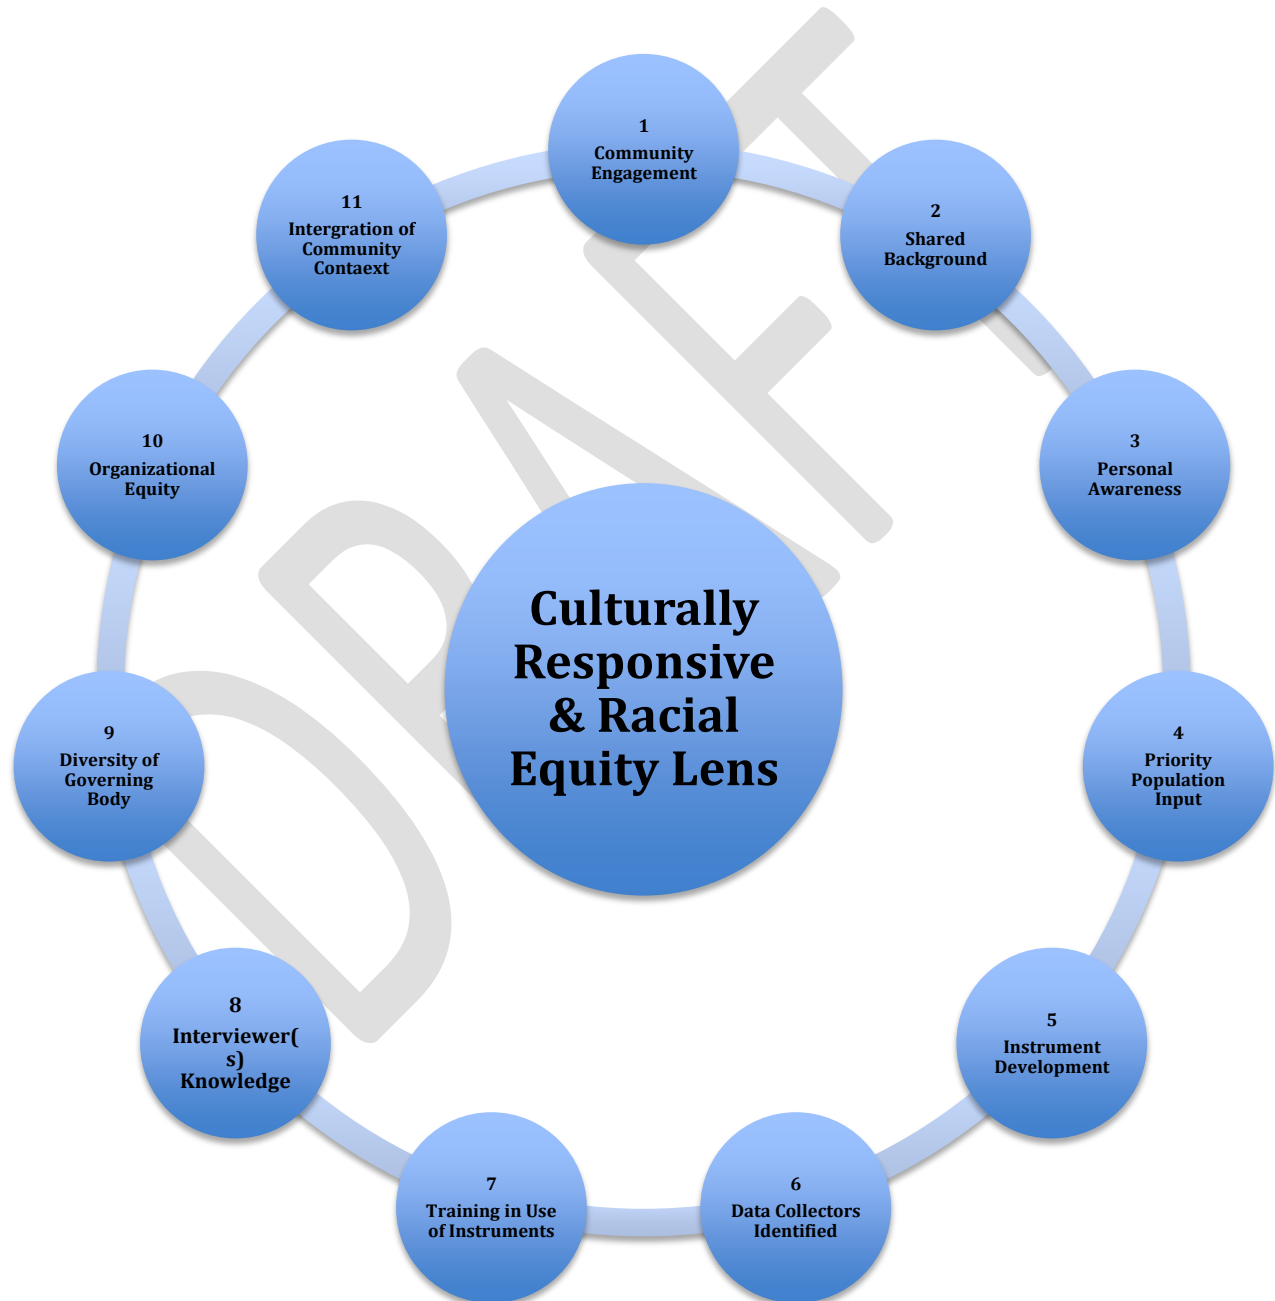 1
Community
Engagement
2
Shared
Background
3
Personal
Awareness
4
Priority
Population
Input
5
Instrument
Development
6
Data Collectors
Identified
7
Training in Use
of Instruments
8
Interviewer(
s)
Knowledge
9
Diversity of
Governing
Body
10
Organizational
Equity
11
Intergration of
Community
Contaext
Culturally
Responsive
& Racial
Equity Lens
DRAFT